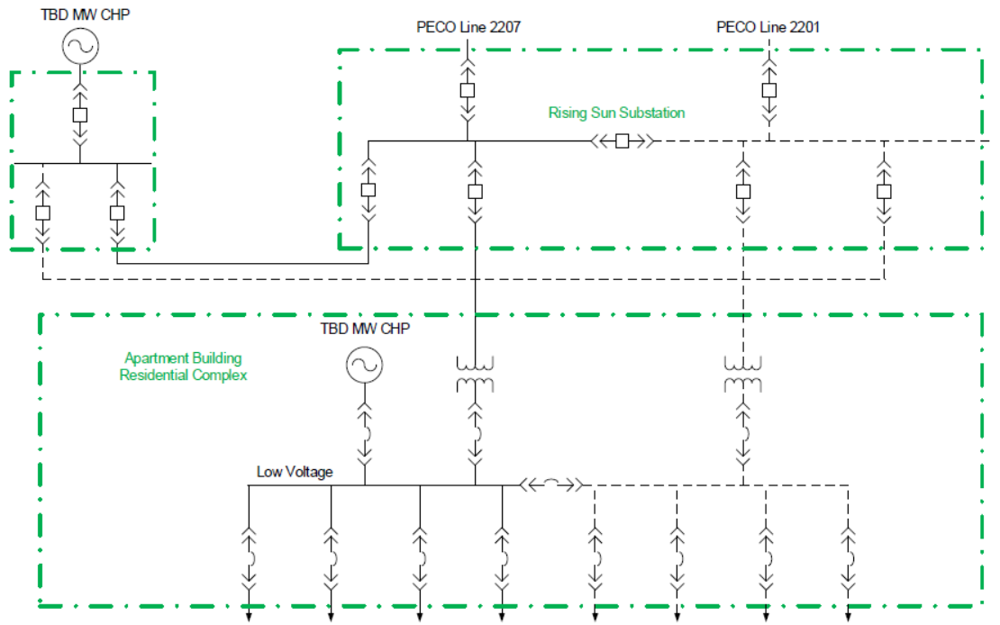 TBD MW CHP
PECO Line 2207
PECO Line 2201
Rising Sun Substation
TBD MW CHP
Apartment Building
Residential Complex
Low Voltage